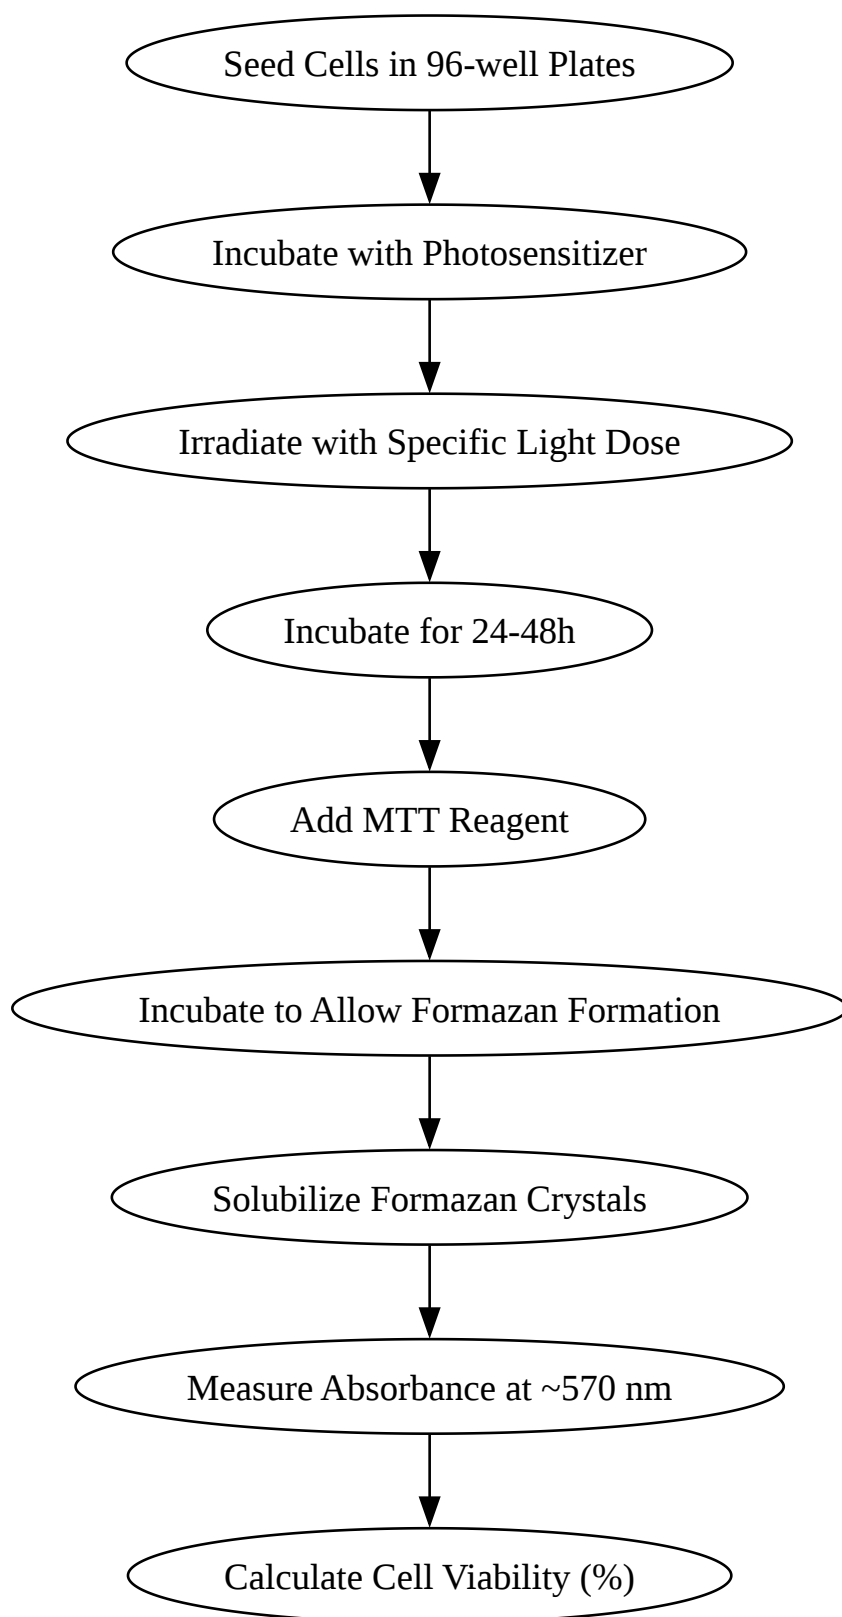 Seed Cells in 96-well Plates
Incubate with Photosensitizer
Irradiate with Specific Light Dose
Incubate for 24-48h
Add MTT Reagent
Incubate to Allow Formazan Formation
Solubilize Formazan Crystals
Measure Absorbance at ~570 nm
Calculate Cell Viability (%)